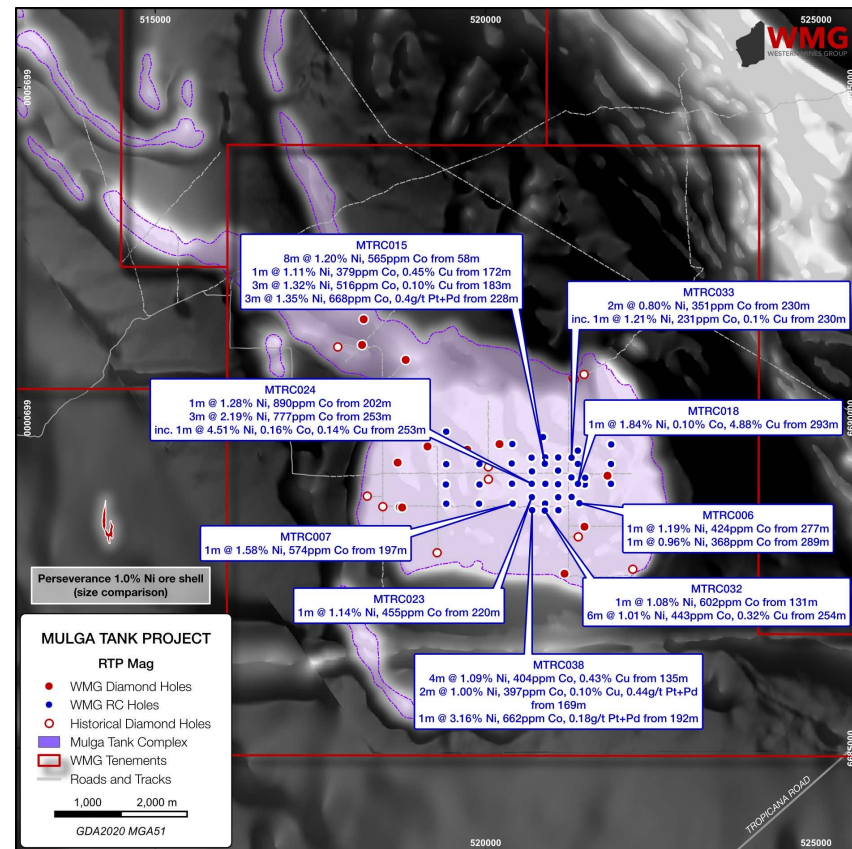 515000
520000
525000
WMG
WESTERN MINES GROUP
0005699
MTRC015
8m @ 1.20% Ni, 565ppm Co from 58m
1m @ 1.11% Ni, 379ppm Co, 0.45% Cu from 172m
3m @ 1.32% Ni, 516ppm Co, 0.10% Cu from 183m
3m @ 1.35% Ni, 668ppm Co, 0.4g/t Pt+Pd from 228m
MTRC033
2m @ 0.80% Ni, 351ppm Co from 230m
inc. 1m @ 1.21% Ni, 231ppm Co, 0.1% Cu from 230m
MTRC024
1m @ 1.28% Ni, 890ppm Co from 202m
3m @ 2.19% Ni, 777ppm Co from 253m
inc. 1m @ 4.51% Ni, 0.16% Co, 0.14% Cu from 253m
MTRC018
1m @ 1.84% Ni, 0.10% Co, 4.88% Cu from 293m
0000699
6690000
MTRC006
1m @ 1.19% Ni, 424ppm Co from 277m
1m @ 0.96% Ni, 368ppm Co from 289m
MTRC007
1m @ 1.58% Ni, 574ppm Co from 197m
Perseverance 1.0% Ni ore shell
(size comparison)
MTRC023
1m @ 1.14% Ni, 455ppm Co from 220m
MTRC032
1m @ 1.08% Ni, 602ppm Co from 131m
6m @ 1.01% Ni, 443ppm Co, 0.32% Cu from 254m
MTRC038
4m @ 1.09% Ni, 404ppm Co, 0.43% Cu from 135m
2m @ 1.00% Ni, 397ppm Co, 0.10% Cu, 0.44g/t Pt+Pd
from 169m
1m @ 3.16% Ni, 662ppm Co, 0.18g/t Pt+Pd from 192m
6685000
MULGA TANK PROJECT
RTP Mag
WMG Diamond Holes
WMG RC Holes
Historical Diamond Holes
Mulga Tank Complex
WMG Tenements
Roads and Tracks
1,000
2,000 m
GDA2020 MGA51
TROPICANA ROAD
520000
525000